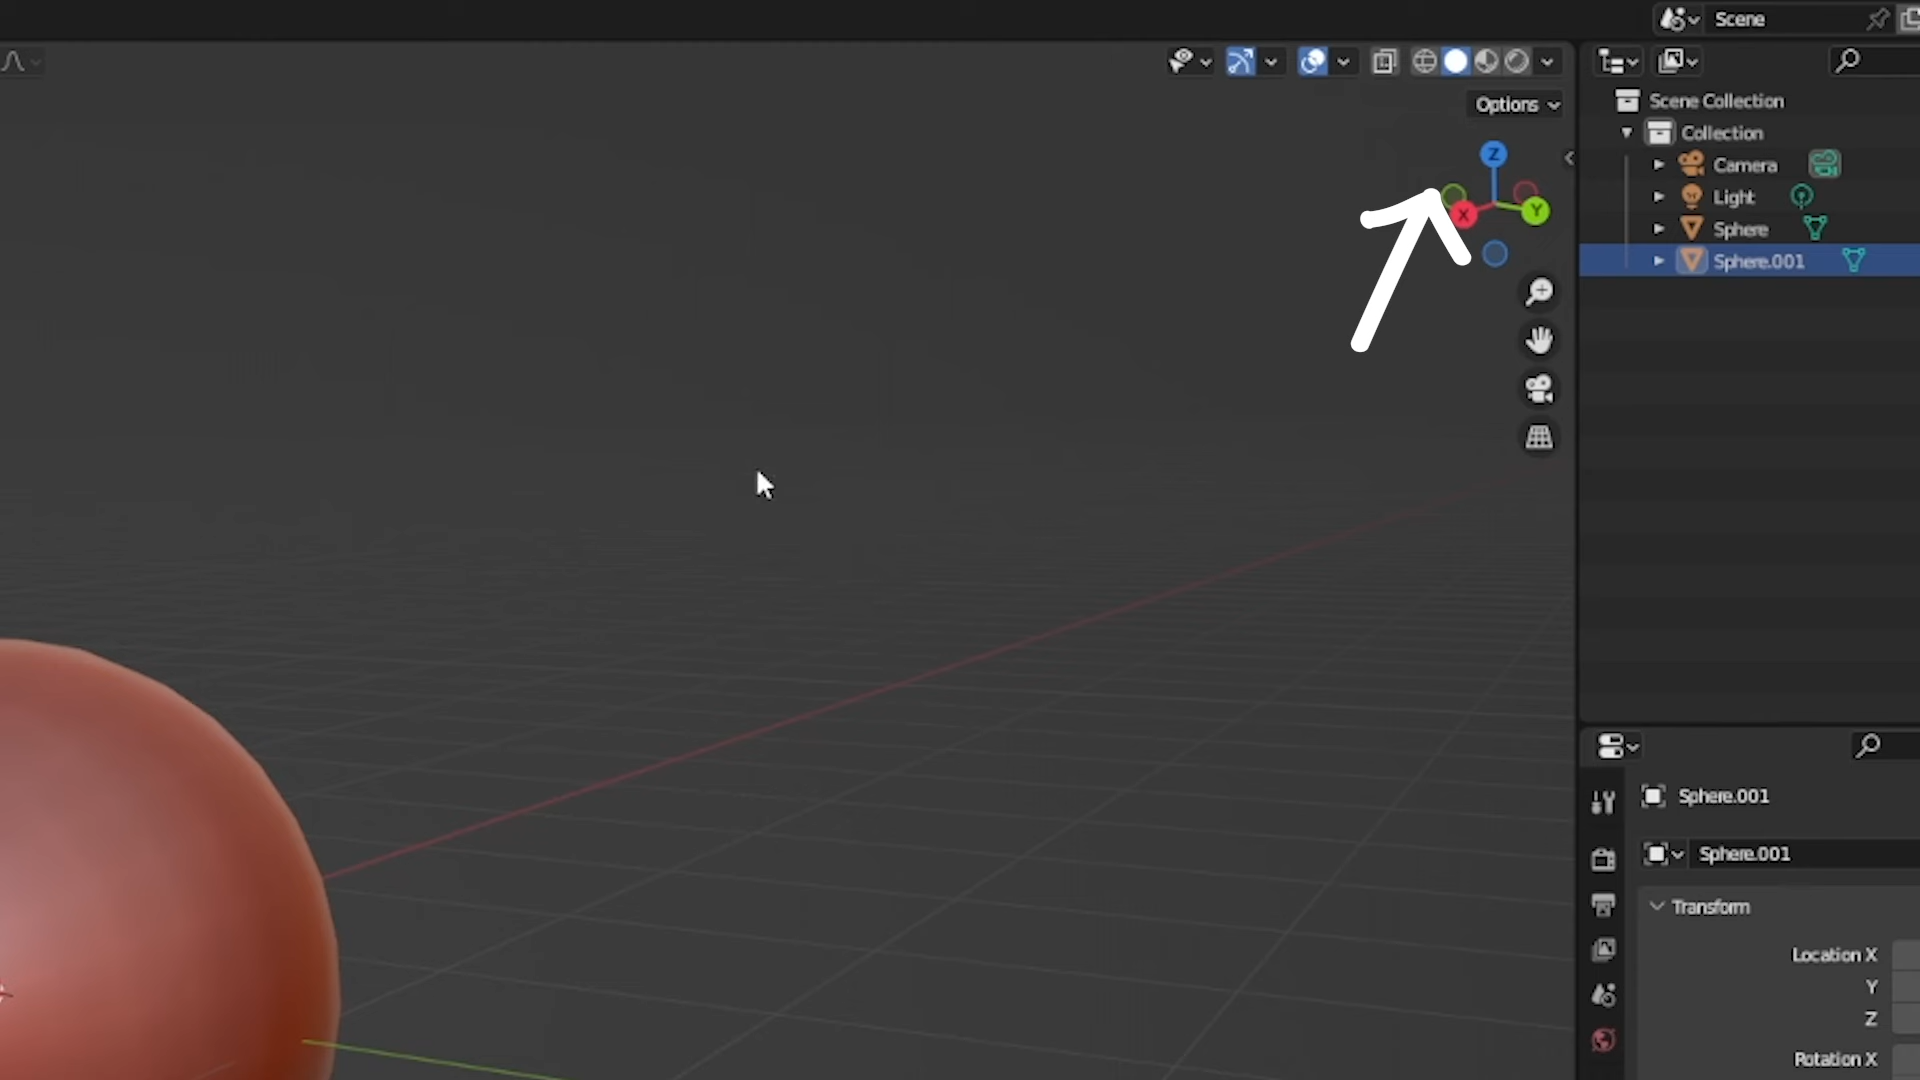 Scene
Options
Z
X
Y
Scene Collection
Collection
Camera
Light
Sphere
Sphere.001
Sphere.001
Sphere.001
Transform
Location X
Y
Z
Rotation X